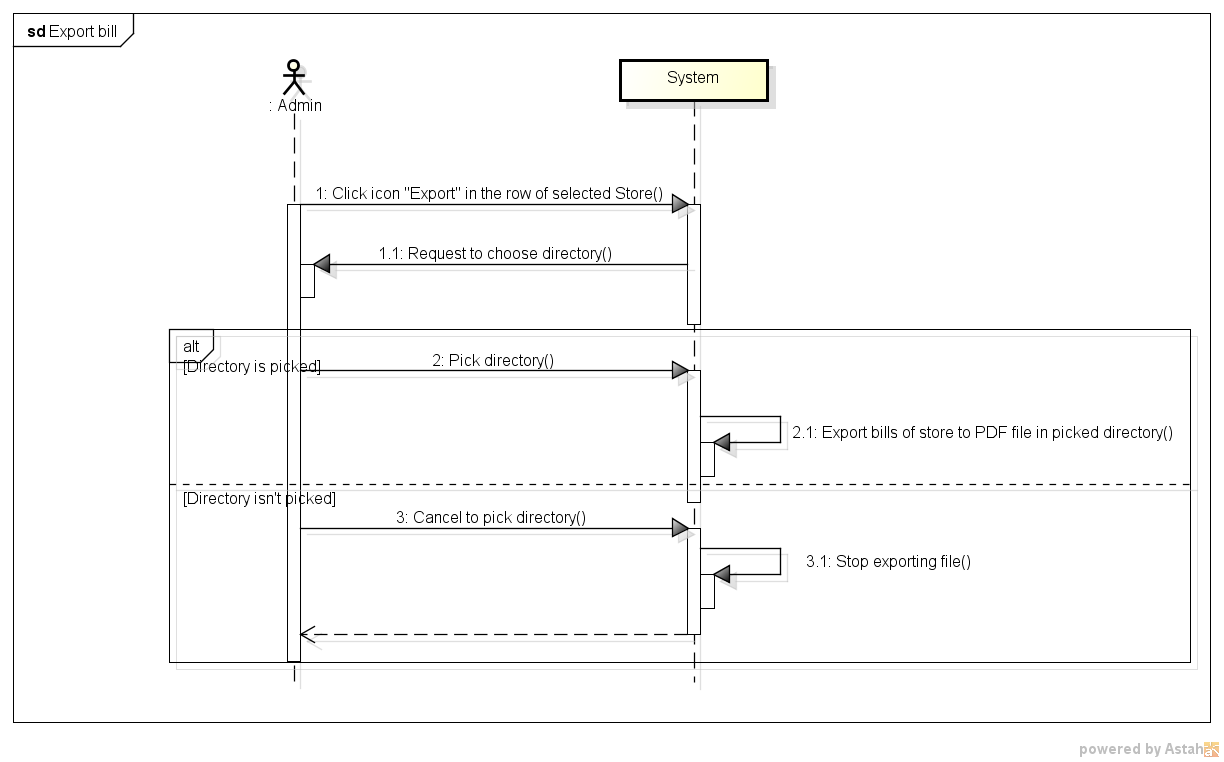 sd Export bill
System
: Admin
1: Click icon "Export" in the row of selected Store()
1.1: Request to choose directory()
alt
[Directory is picked]
2: Pick directory()
2.1: Export bills of store to PDF file in picked directory()
[Directory isn't picked]
3: Cancel to pick directory()
3.1: Stop exporting file()
powered by Astah